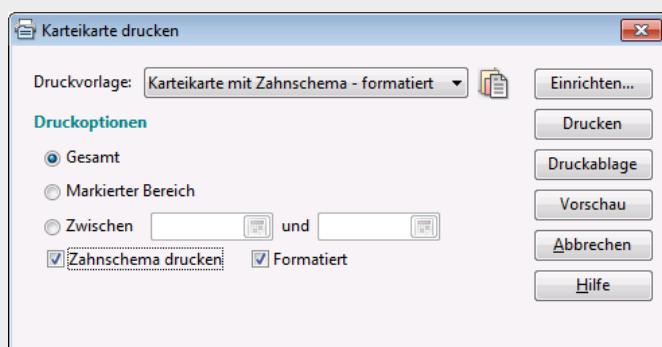 Karteikarte drucken
Druckvorlage: Karteikarte mit Zahnschema - formatiert
Einrichten...
Druckoptionen
Drucken
Gesamt
Druckablage
Markierter Bereich
Vorschau
Zwischen und
Abbrechen
Zahnschema drucken Formatiert
Hilfe